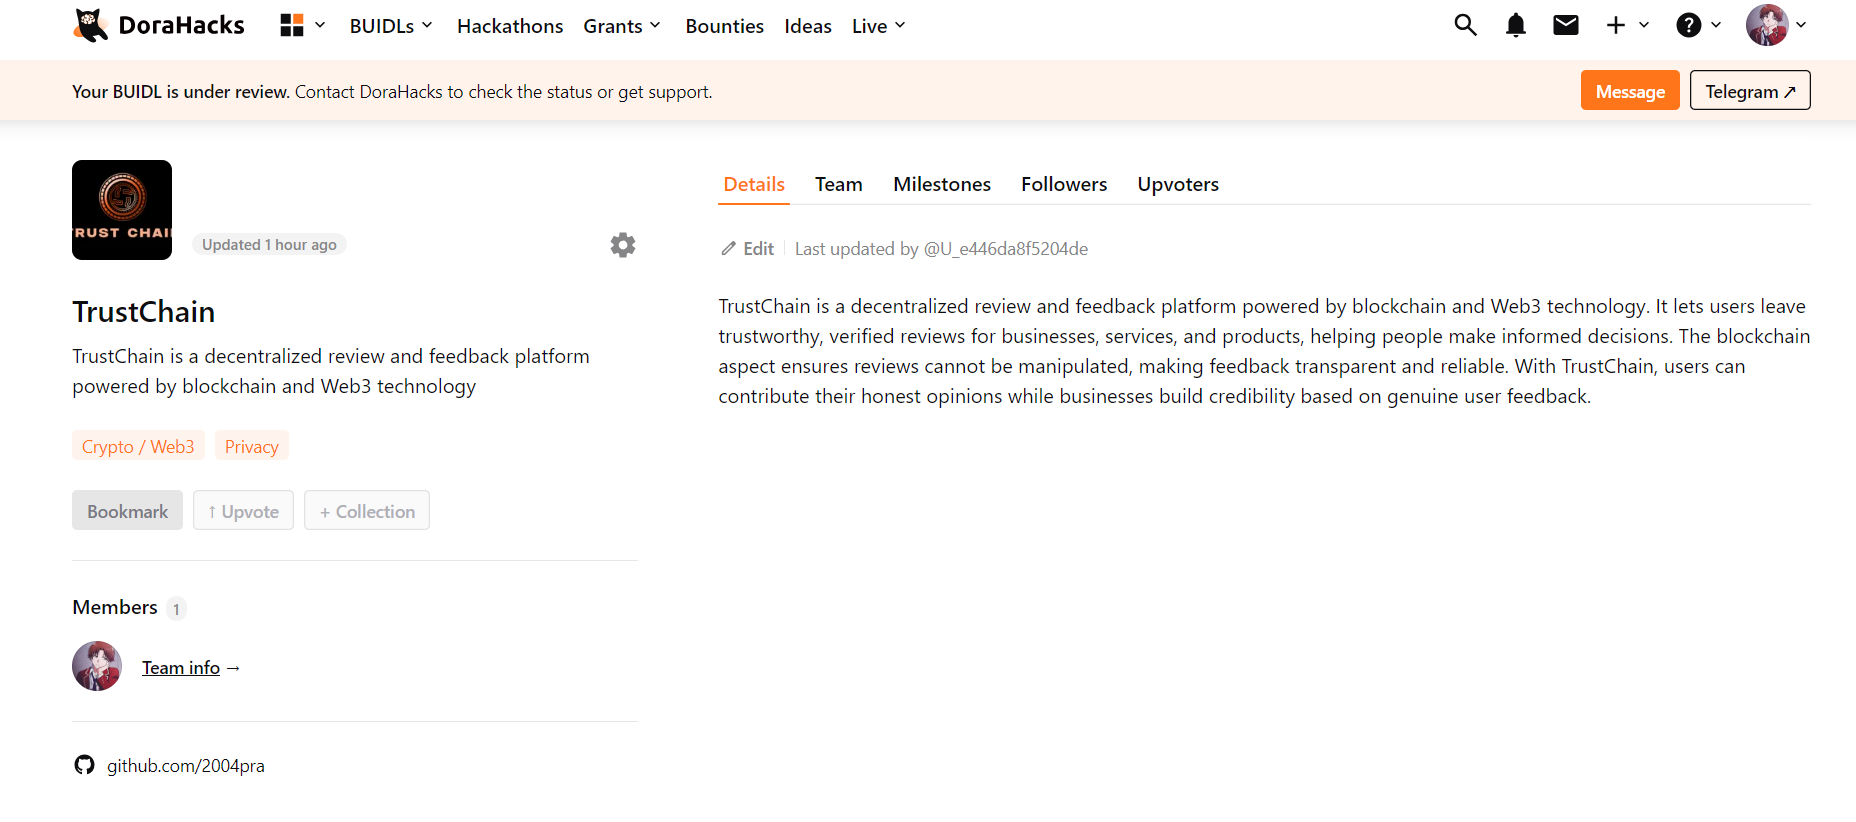 DoraHacks BUIDLs Hackathons Grants Bounties Ideas Live
Your BUIDL is under review. Contact DoraHacks to check the status or get support. Message Telegram ↗
TRUST CHAI
Updated 1 hour ago
TrustChain
TrustChain is a decentralized review and feedback platform
powered by blockchain and Web3 technology
Crypto / Web3 Privacy
Bookmark ↑ Upvote + Collection
Members 1
Team info →
github.com/2004pra
Details Team Milestones Followers Upvoters
Edit Last updated by @U_e446da8f5204de
TrustChain is a decentralized review and feedback platform powered by blockchain and Web3 technology. It lets users leave
trustworthy, verified reviews for businesses, services, and products, helping people make informed decisions. The blockchain
aspect ensures reviews cannot be manipulated, making feedback transparent and reliable. With TrustChain, users can
contribute their honest opinions while businesses build credibility based on genuine user feedback.